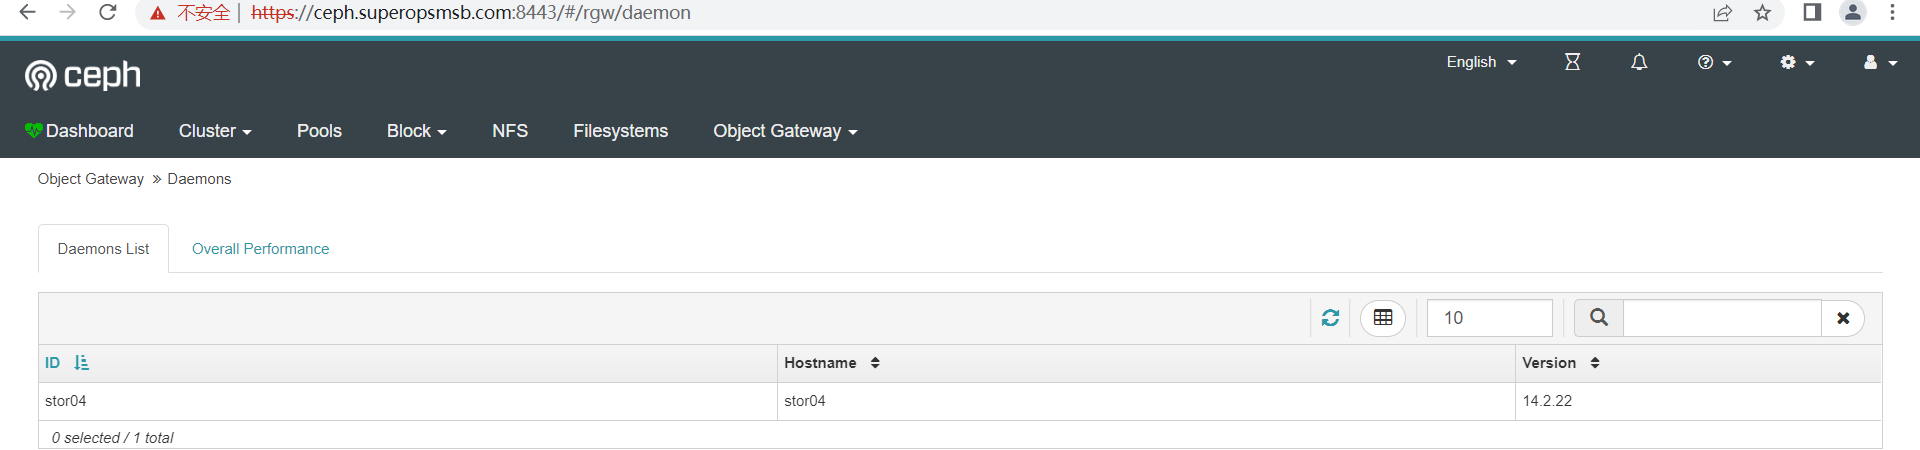 不安全 | https://ceph.superopsmsb.com:8443/#/rgw/daemon
ceph
English
Dashboard Cluster Pools Block NFS Filesystems Object Gateway
Object Gateway » Daemons
Daemons List Overall Performance
10
ID Hostname Version
stor04 stor04 14.2.22
0 selected / 1 total